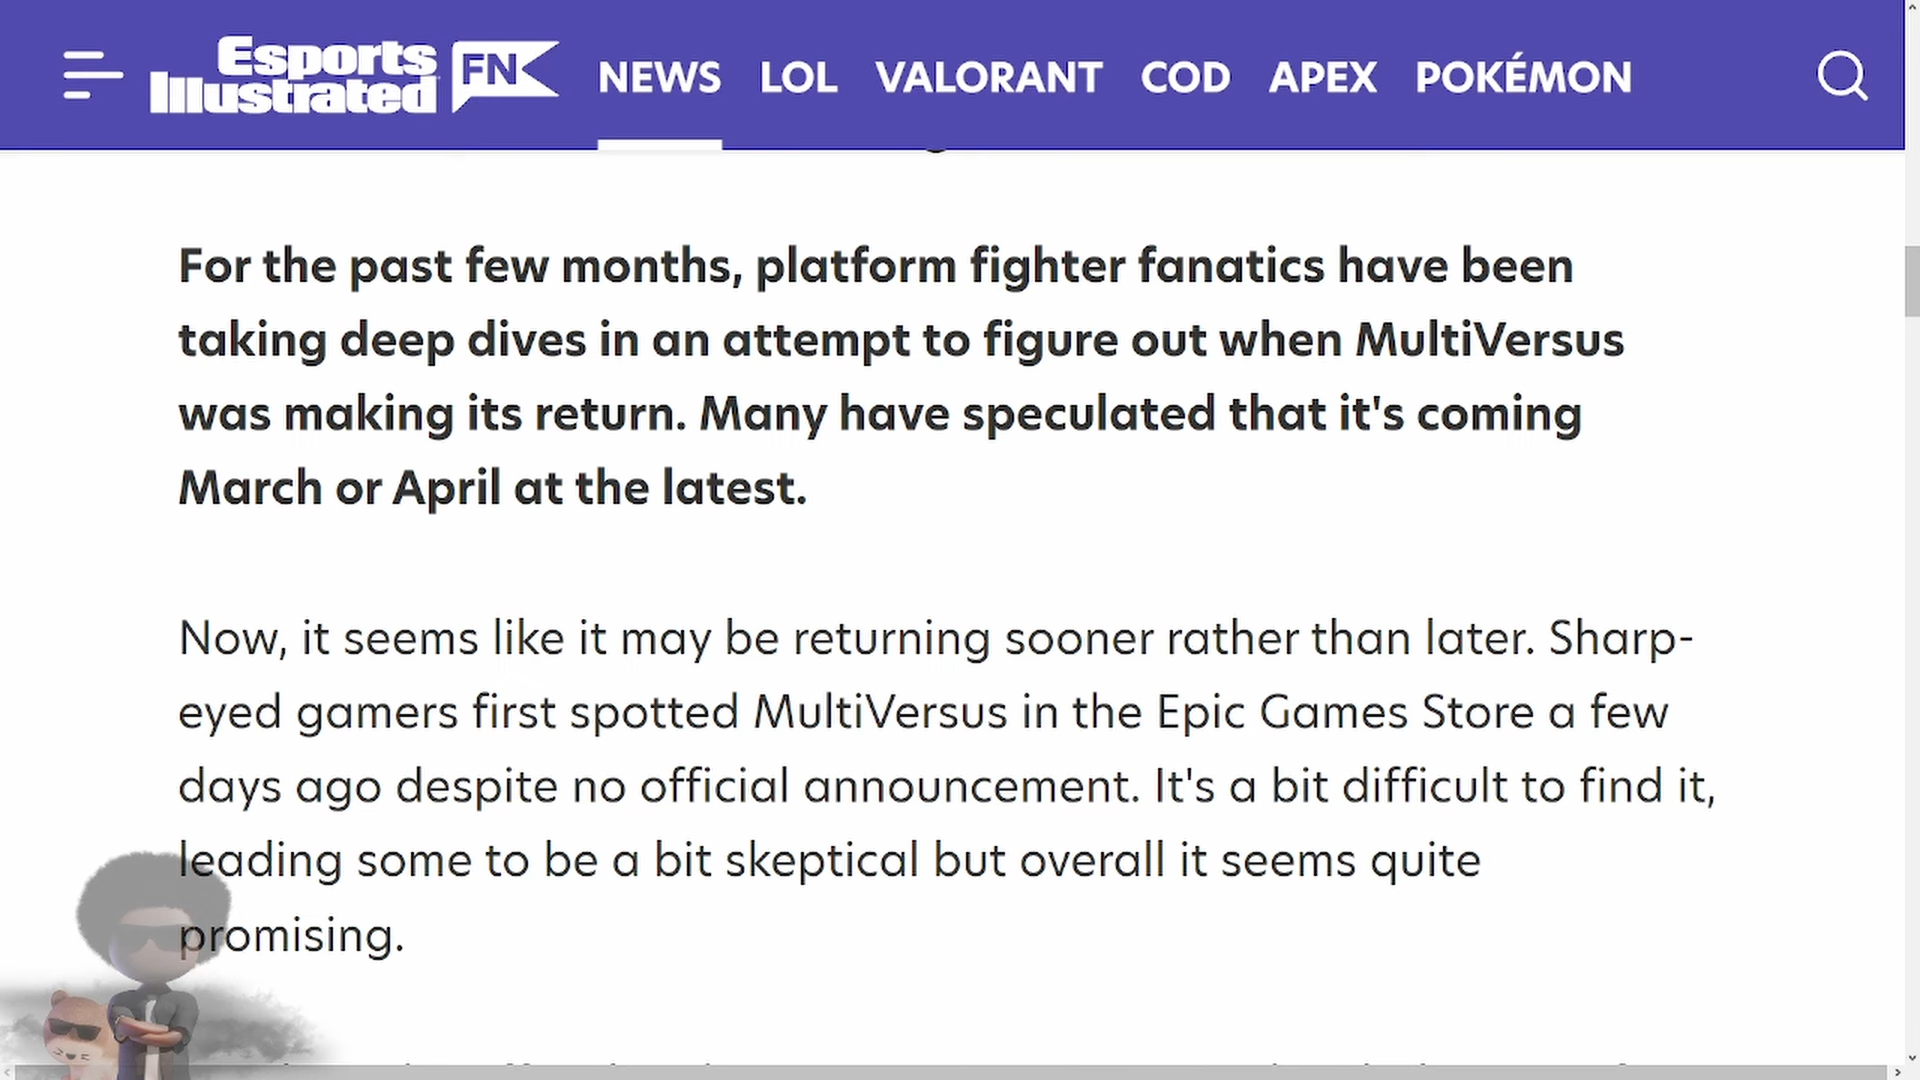 Esports
Illustrated
FN
NEWS LOL VALORANT COD APEX POKÉMON
For the past few months, platform fighter fanatics have been
taking deep dives in an attempt to figure out when MultiVersus
was making its return. Many have speculated that it's coming
March or April at the latest.
Now, it seems like it may be returning sooner rather than later. Sharp-
eyed gamers first spotted MultiVersus in the Epic Games Store a few
days ago despite no official announcement. It's a bit difficult to find it,
leading some to be a bit skeptical but overall it seems quite
promising.